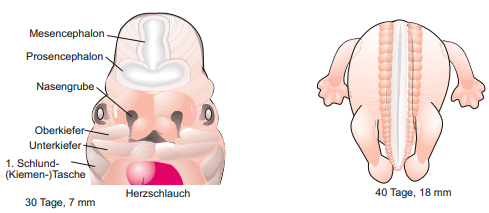 Mesencephalon
Prosencephalon
Nasengrube
Oberkiefer
Unterkiefer
1. Schlund-
(Kiemen-)Tasche
Herzschlauch
30 Tage, 7 mm
40 Tage, 18 mm